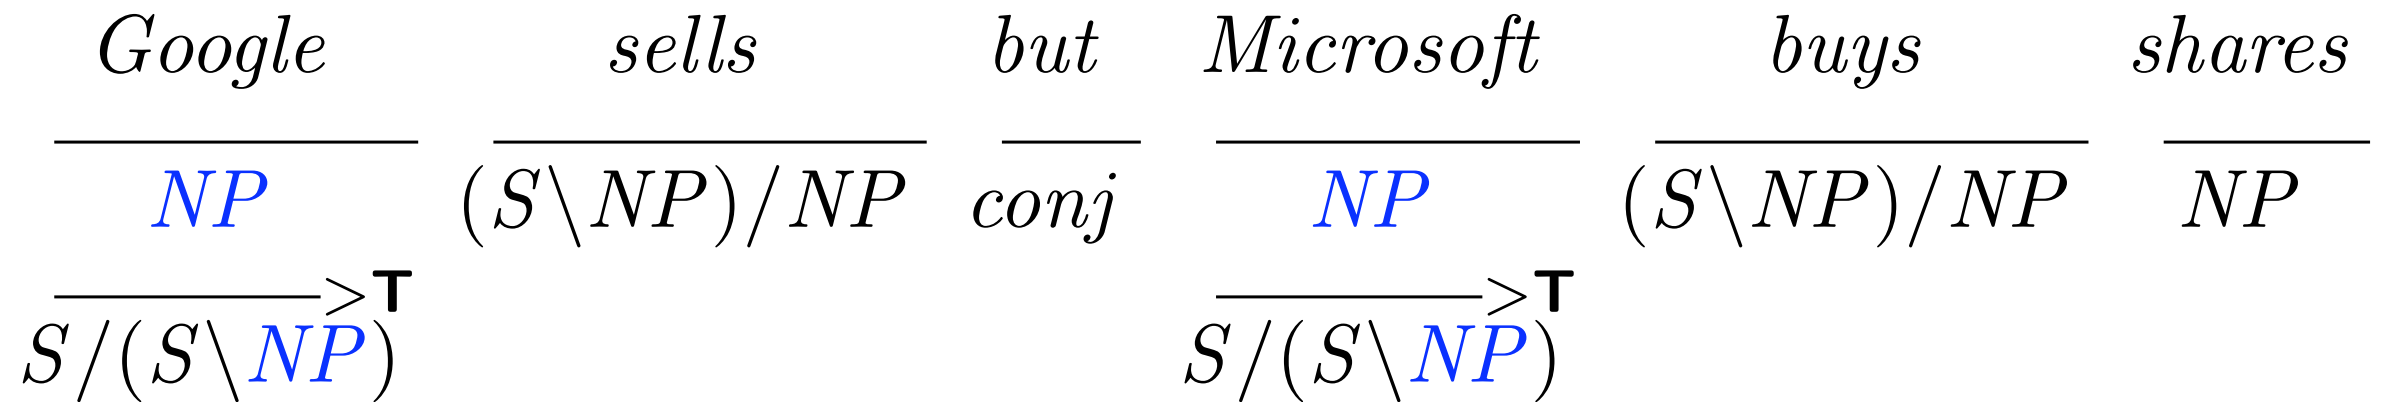 Google sells but Microsoft buys shares
NP (S\NP)/NP conj NP (S\NP)/NP NP
>T >T
S/(S\NP) S/(S\NP)